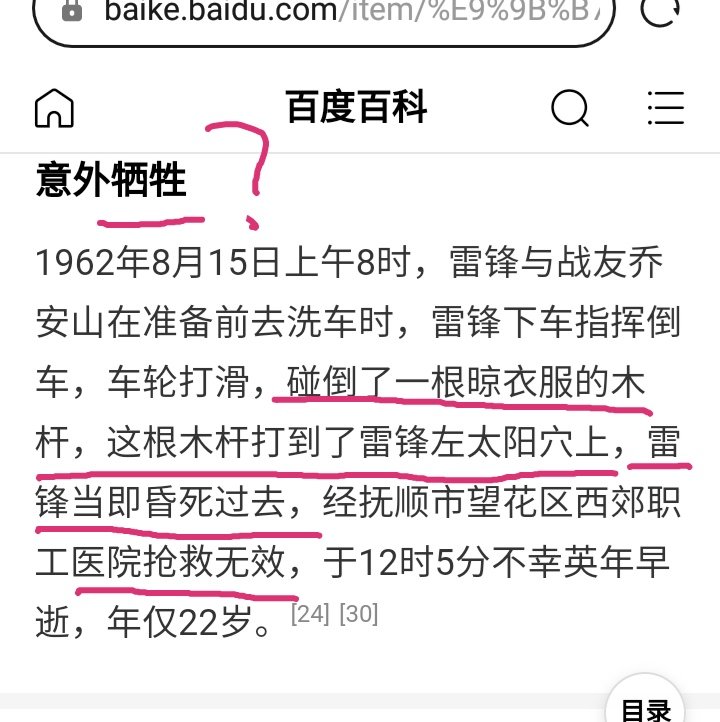 baike.baidu.com/item/%E9%9B%B
百度百科
意外牺牲?
1962年8月15日上午8时，雷锋与战友乔
安山在准备前去洗车时，雷锋下车指挥倒
车，车轮打滑，碰倒了一根晾衣服的木
杆，这根木杆打到了雷锋左太阳穴上，雷
锋当即昏死过去，经抚顺市望花区西郊职
工医院抢救无效，于12时5分不幸英年早
逝，年仅22岁。[24] [30]
目录